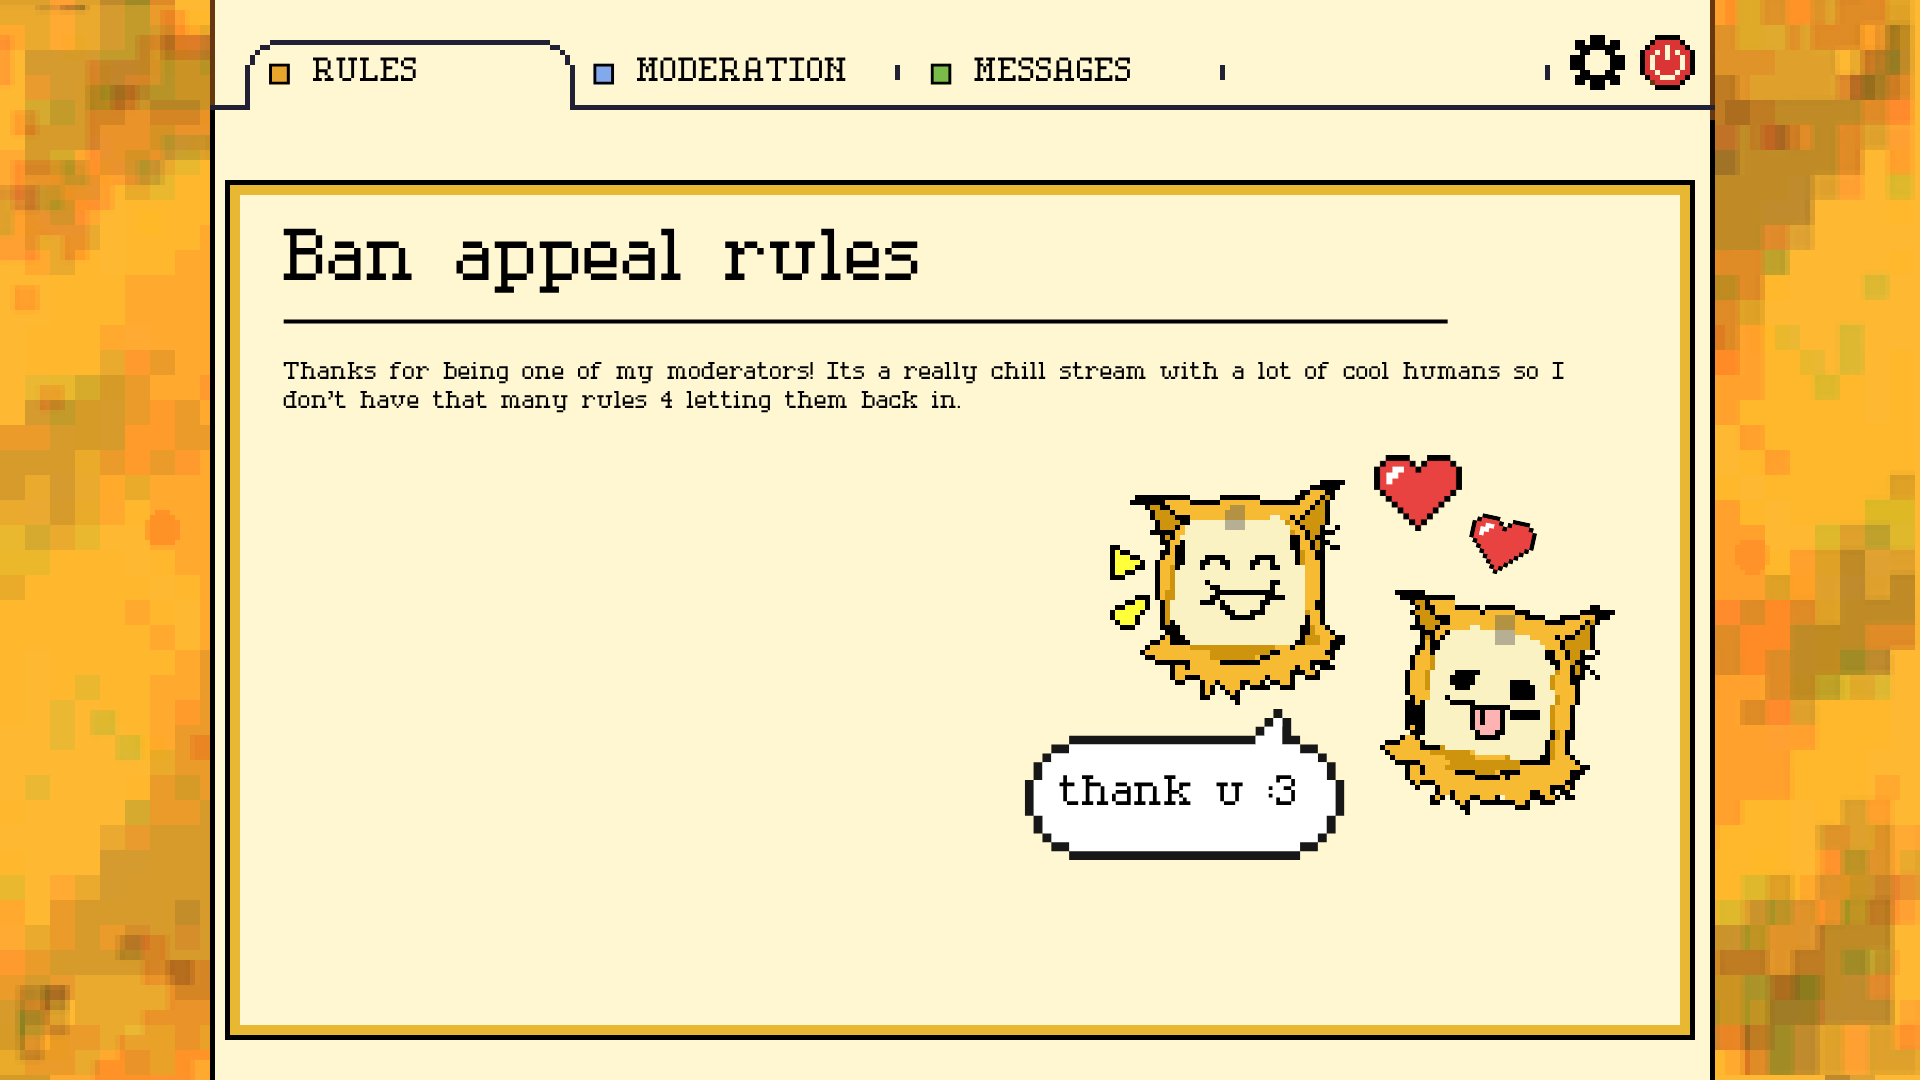 RULES
MODERATION
MESSAGES
Ban appeal rules
Thanks for being one of my moderators! Its a really chill stream with a lot of cool humans so I
don't have that many rules 4 letting them back in.
thank u :3